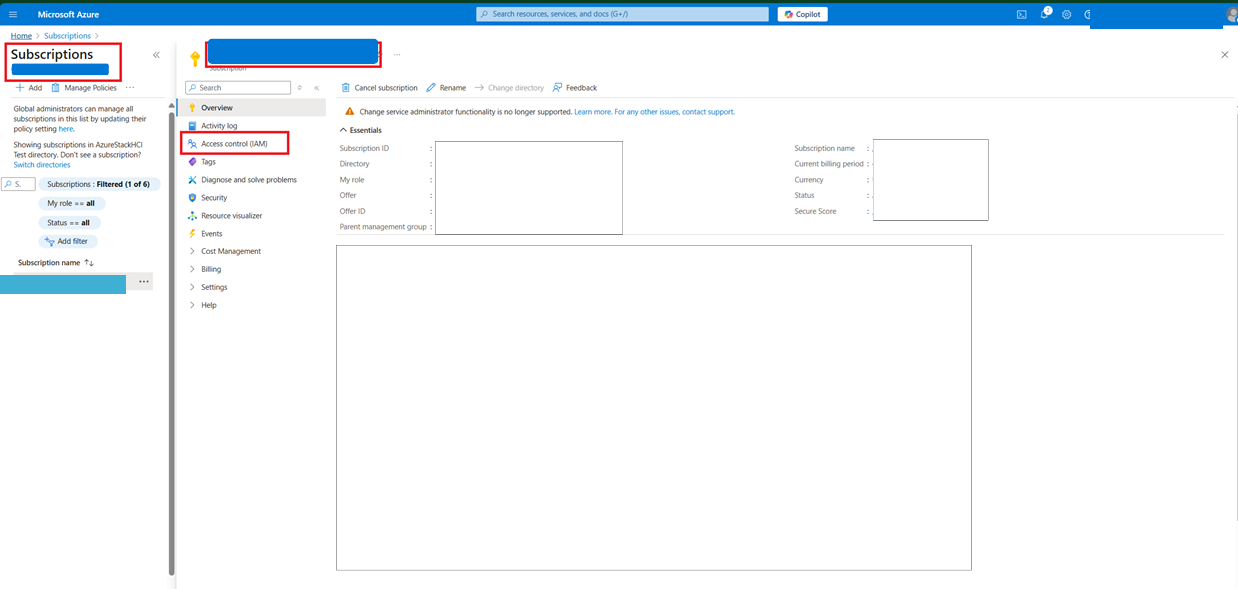 Microsoft Azure
Search resources, services, and docs (G+/)
Copilot
2
Home > Subscriptions >
Subscriptions
Add Manage Policies ...
Global administrators can manage all
subscriptions in this list by updating their
policy setting here.
Showing subscriptions in AzureStackHCI
Test directory. Don't see a subscription?
Switch directories
S.
Subscriptions : Filtered (1 of 6)
My role == all
Status == all
Add filter
Subscription name
...
...
Subscription
Search
Overview
Activity log
Access control (IAM)
Tags
Diagnose and solve problems
Security
Resource visualizer
Events
Cost Management
Billing
Settings
Help
Cancel subscription Rename Change directory Feedback
Change service administrator functionality is no longer supported. Learn more. For any other issues, contact support.
Essentials
Subscription ID :
Directory :
My role :
Offer :
Offer ID :
Parent management group :
Subscription name :
Current billing period :
Currency :
Status :
Secure Score :